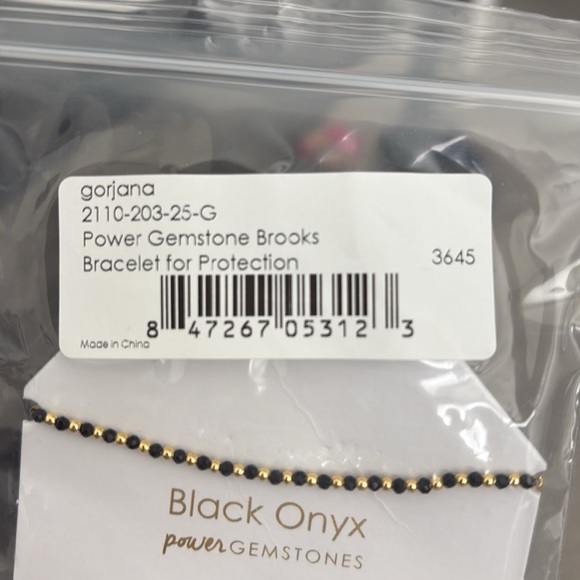 gorjana
2110-203-25-G
Power Gemstone Brooks
Bracelet for Protection
3645
8 47267 05312 3
Made in China
Black Onyx
power GEMSTONES